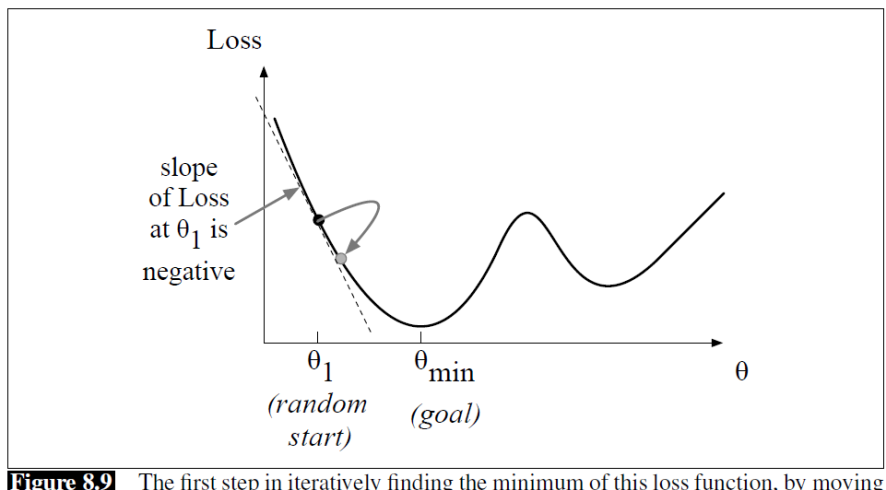 Loss
slope
of Loss
at θ1 is
negative
θ1
(random
start)
θmin
(goal)
θ
Figure 8.9 The first step in iteratively finding the minimum of this loss function, by moving